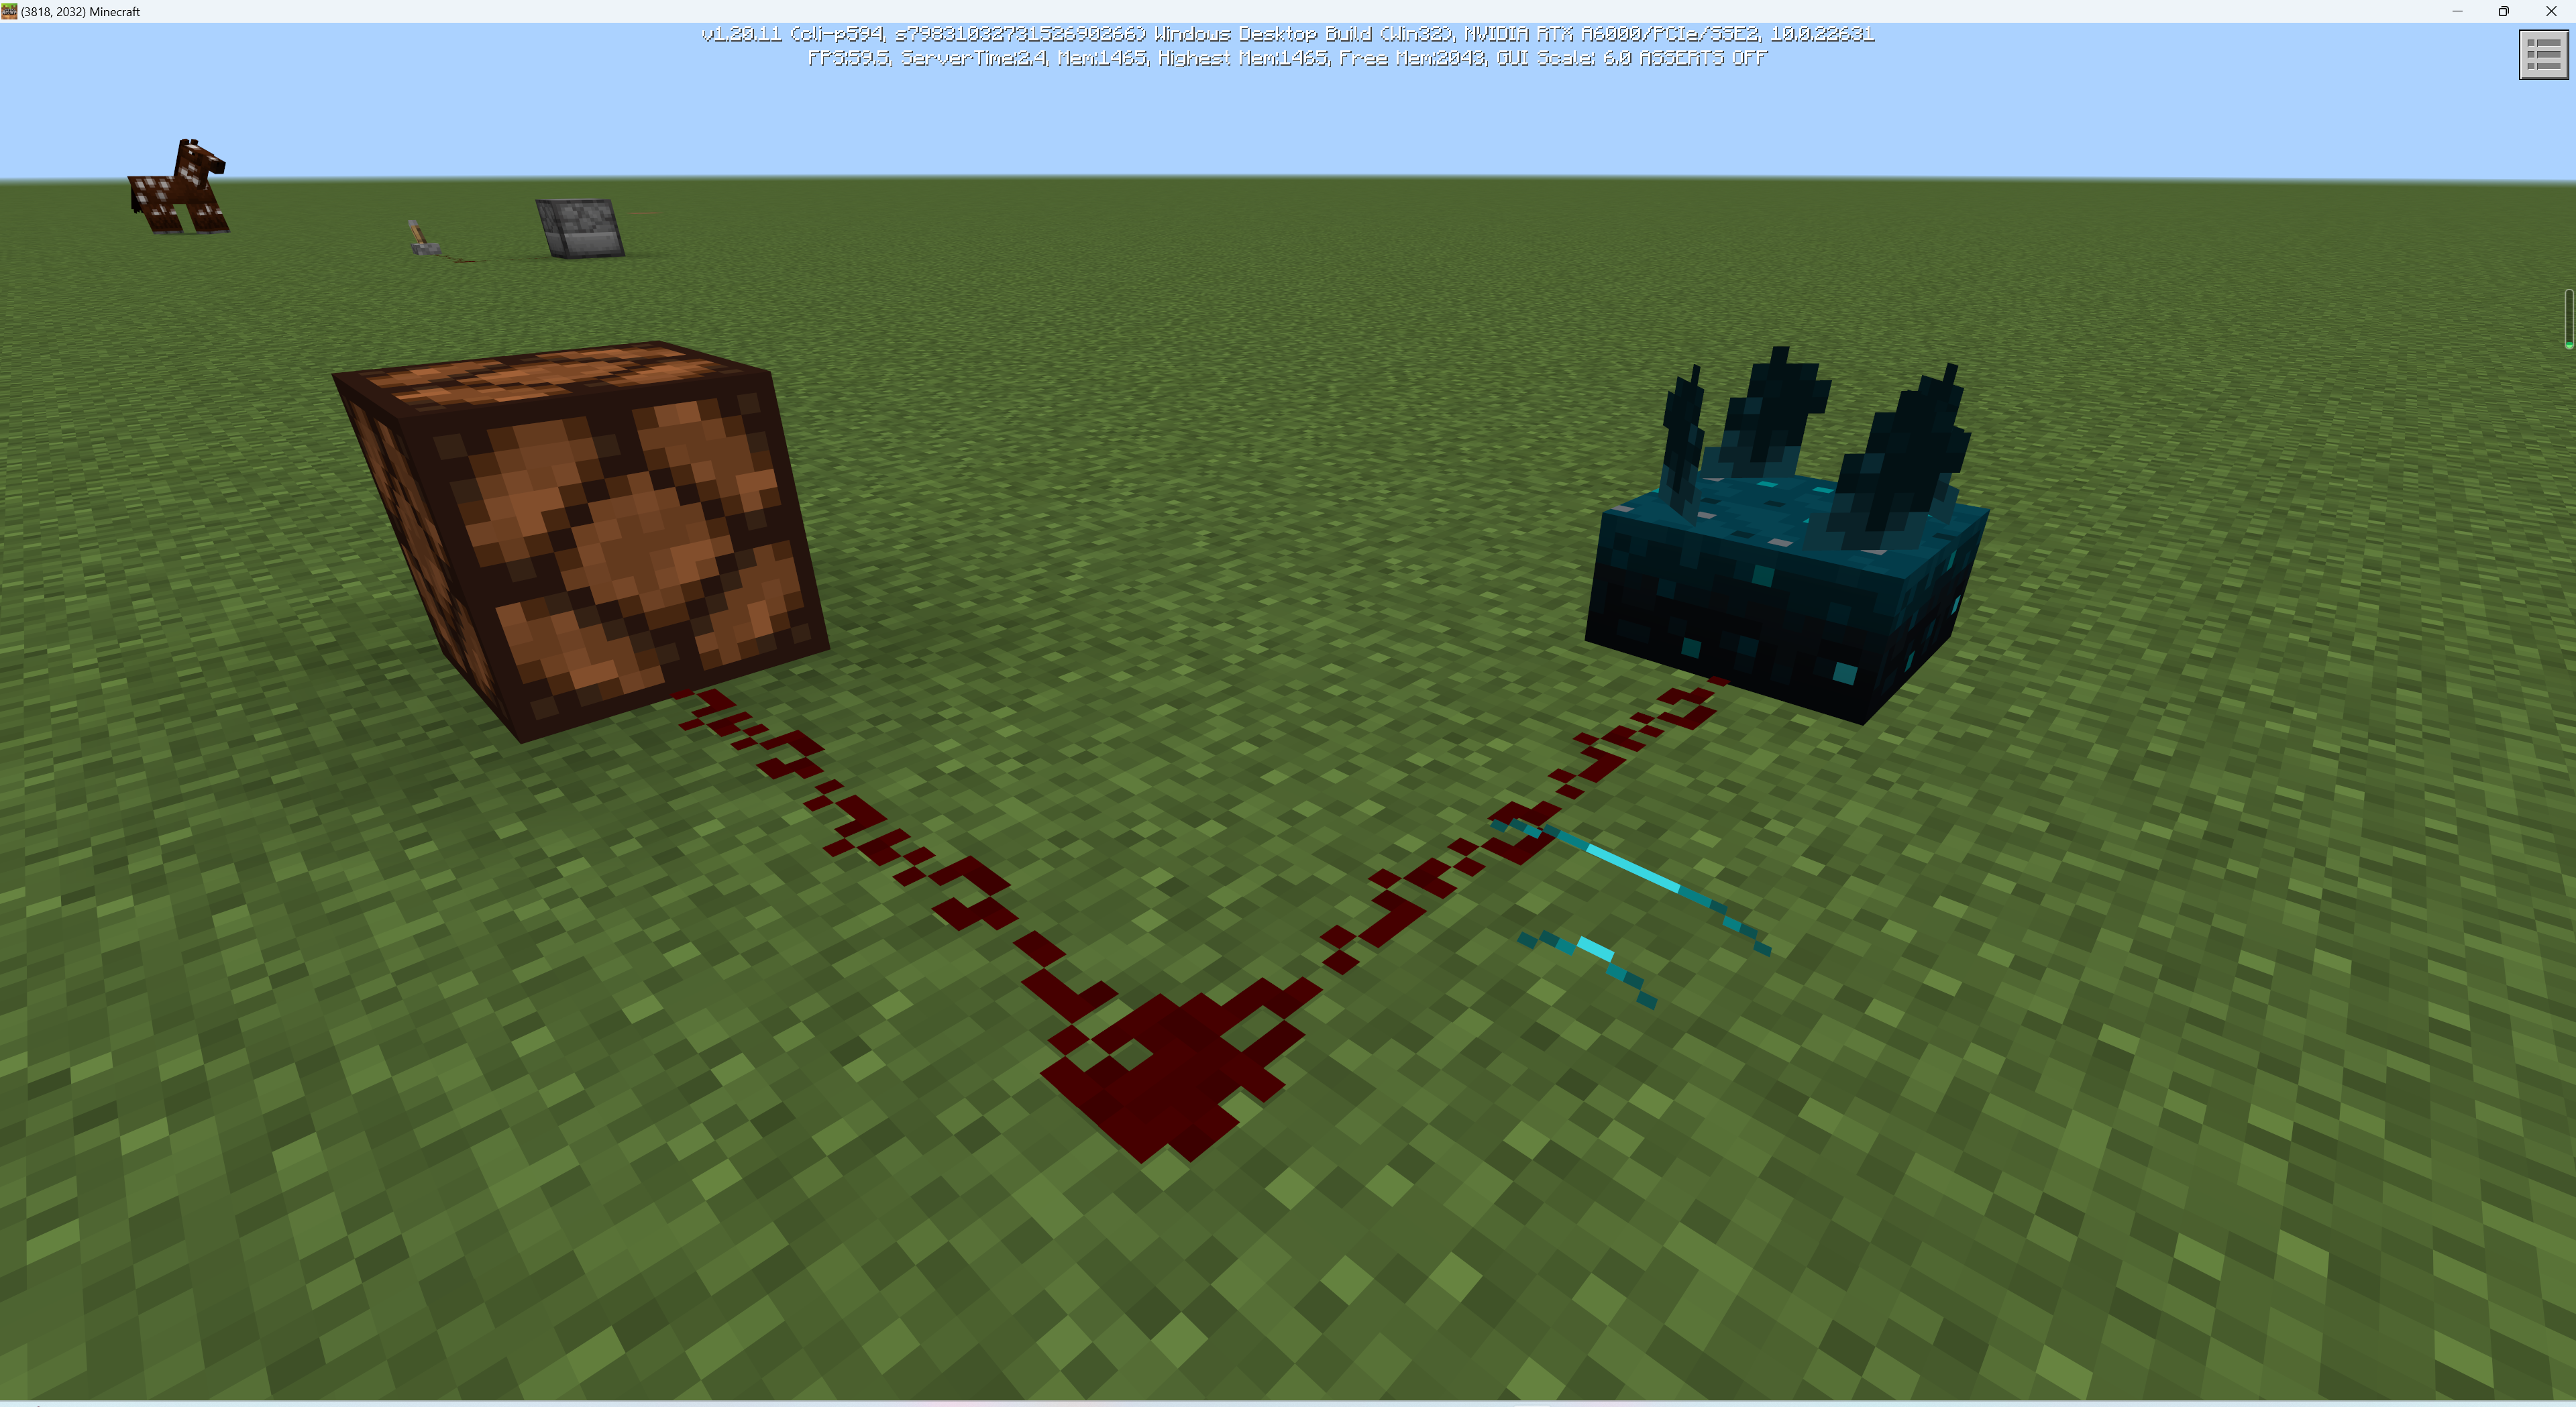 (3818, 2032) Minecraft
v1.20.11 (cli-p594, s7983103273152690266) Windows Desktop Build (Win32), NVIDIA RTX A6000/PCIe/SSE2, 10.0.22631
FPS:59.5, ServerTime:2.4, Mem:1465, Highest Mem:1465, Free Mem:2043, GUI Scale: 6.0 ASSERTS OFF